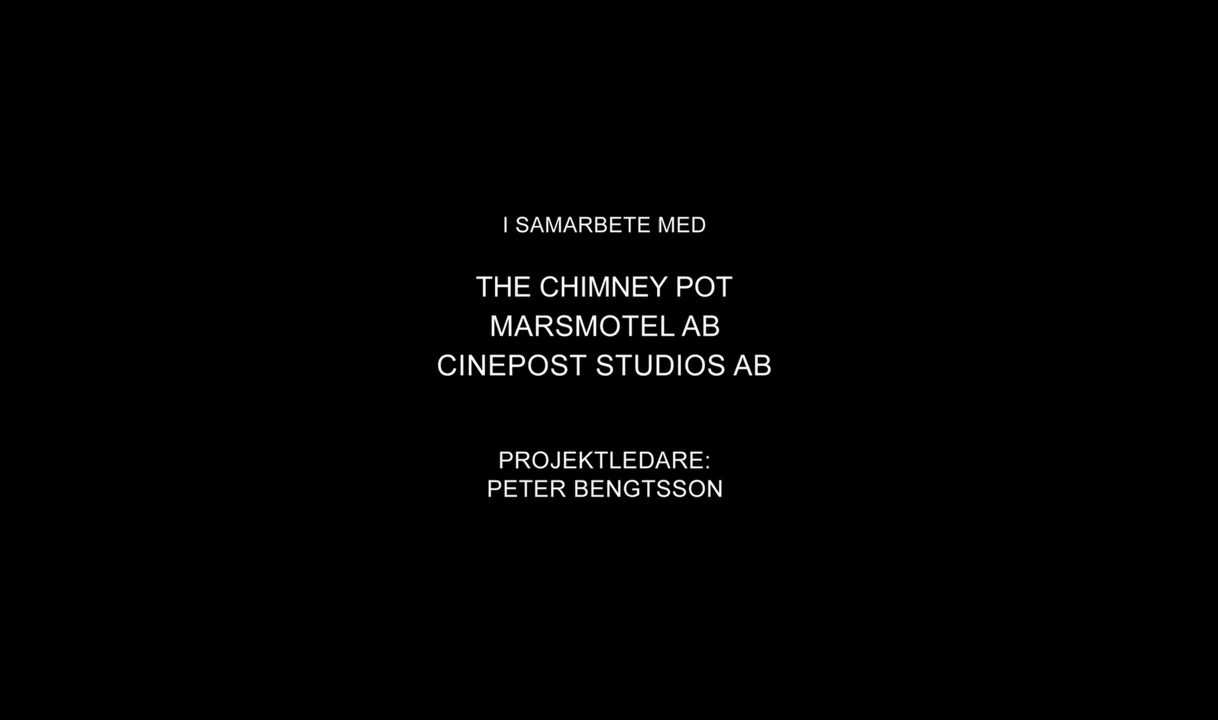 I SAMARBETE MED
THE CHIMNEY POT
MARSMOTEL AB
CINEPOST STUDIOS AB
PROJEKTLEDARE:
PETER BENGTSSON